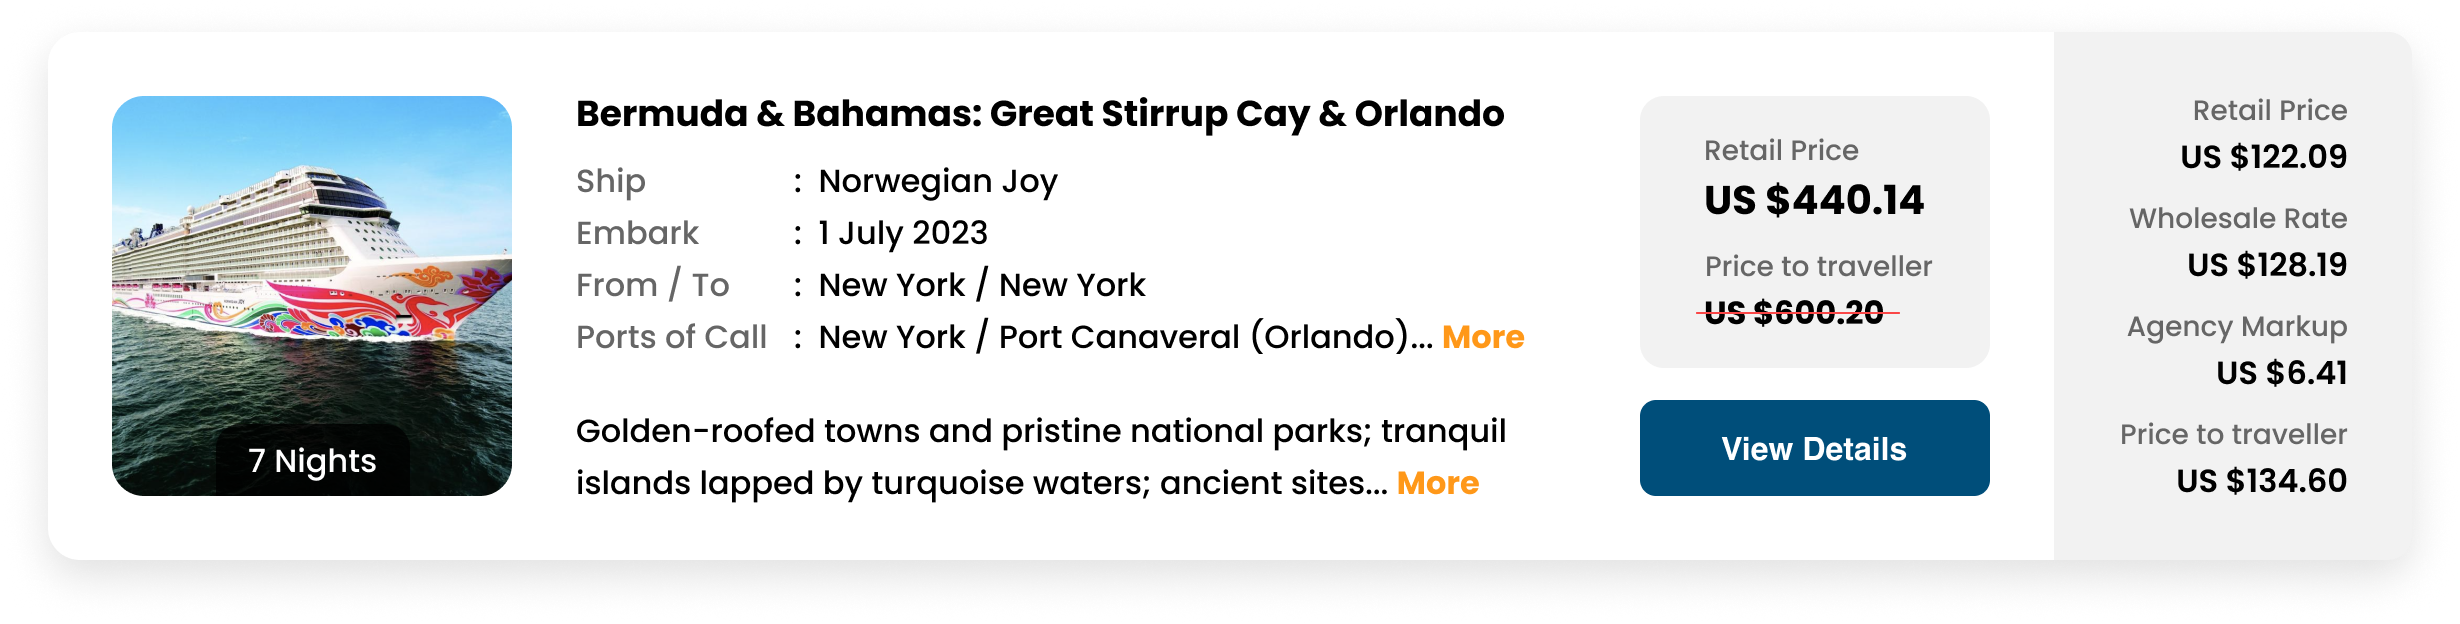 7 Nights
Bermuda & Bahamas: Great Stirrup Cay & Orlando
Ship : Norwegian Joy
Embark : 1 July 2023
From / To : New York / New York
Ports of Call : New York / Port Canaveral (Orlando)... More
Golden-roofed towns and pristine national parks; tranquil
islands lapped by turquoise waters; ancient sites... More
Retail Price
US $440.14
Price to traveller
US $600.20
View Details
Retail Price
US $122.09
Wholesale Rate
US $128.19
Agency Markup
US $6.41
Price to traveller
US $134.60